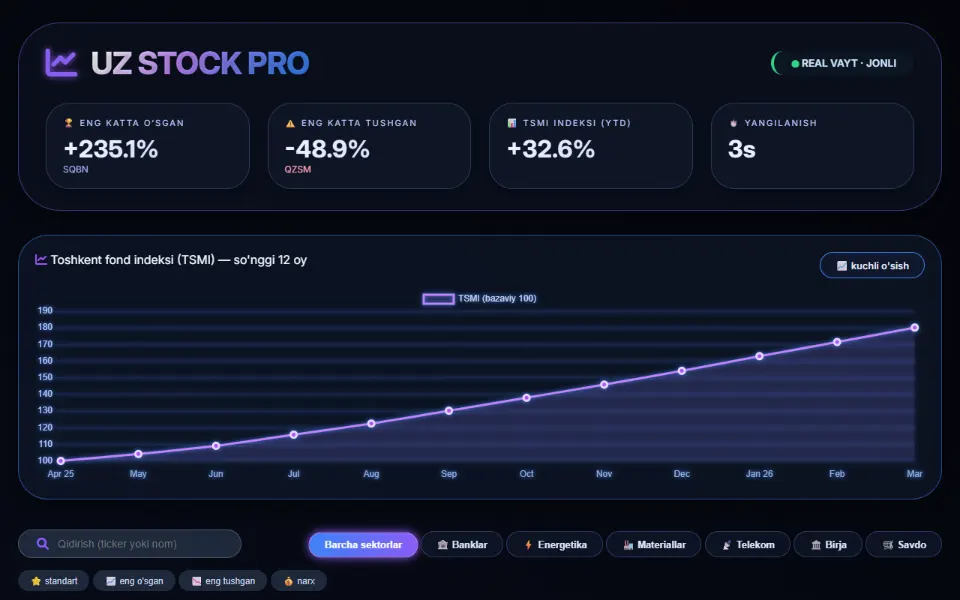 UZ STOCK PRO
REAL VAYT · JONLI
ENG KATTA O'SGAN
+235.1%
SQBN
ENG KATTA TUSHGAN
-48.9%
QZSM
TSMI INDEKSI (YTD)
+32.6%
YANGILANISH
3s
Toshkent fond indeksi (TSMI) — so'nggi 12 oy
kuchli o'sish
TSMI (bazaviy 100)
190
180
170
160
150
140
130
120
110
100
Apr 25 May Jun Jul Aug Sep Oct Nov Dec Jan 26 Feb Mar
Qidirish (ticker yoki nom)
Barcha sektorlar Banklar Energetika Materiallar Telekom Birja Savdo
standart eng o'sgan eng tushgan narx